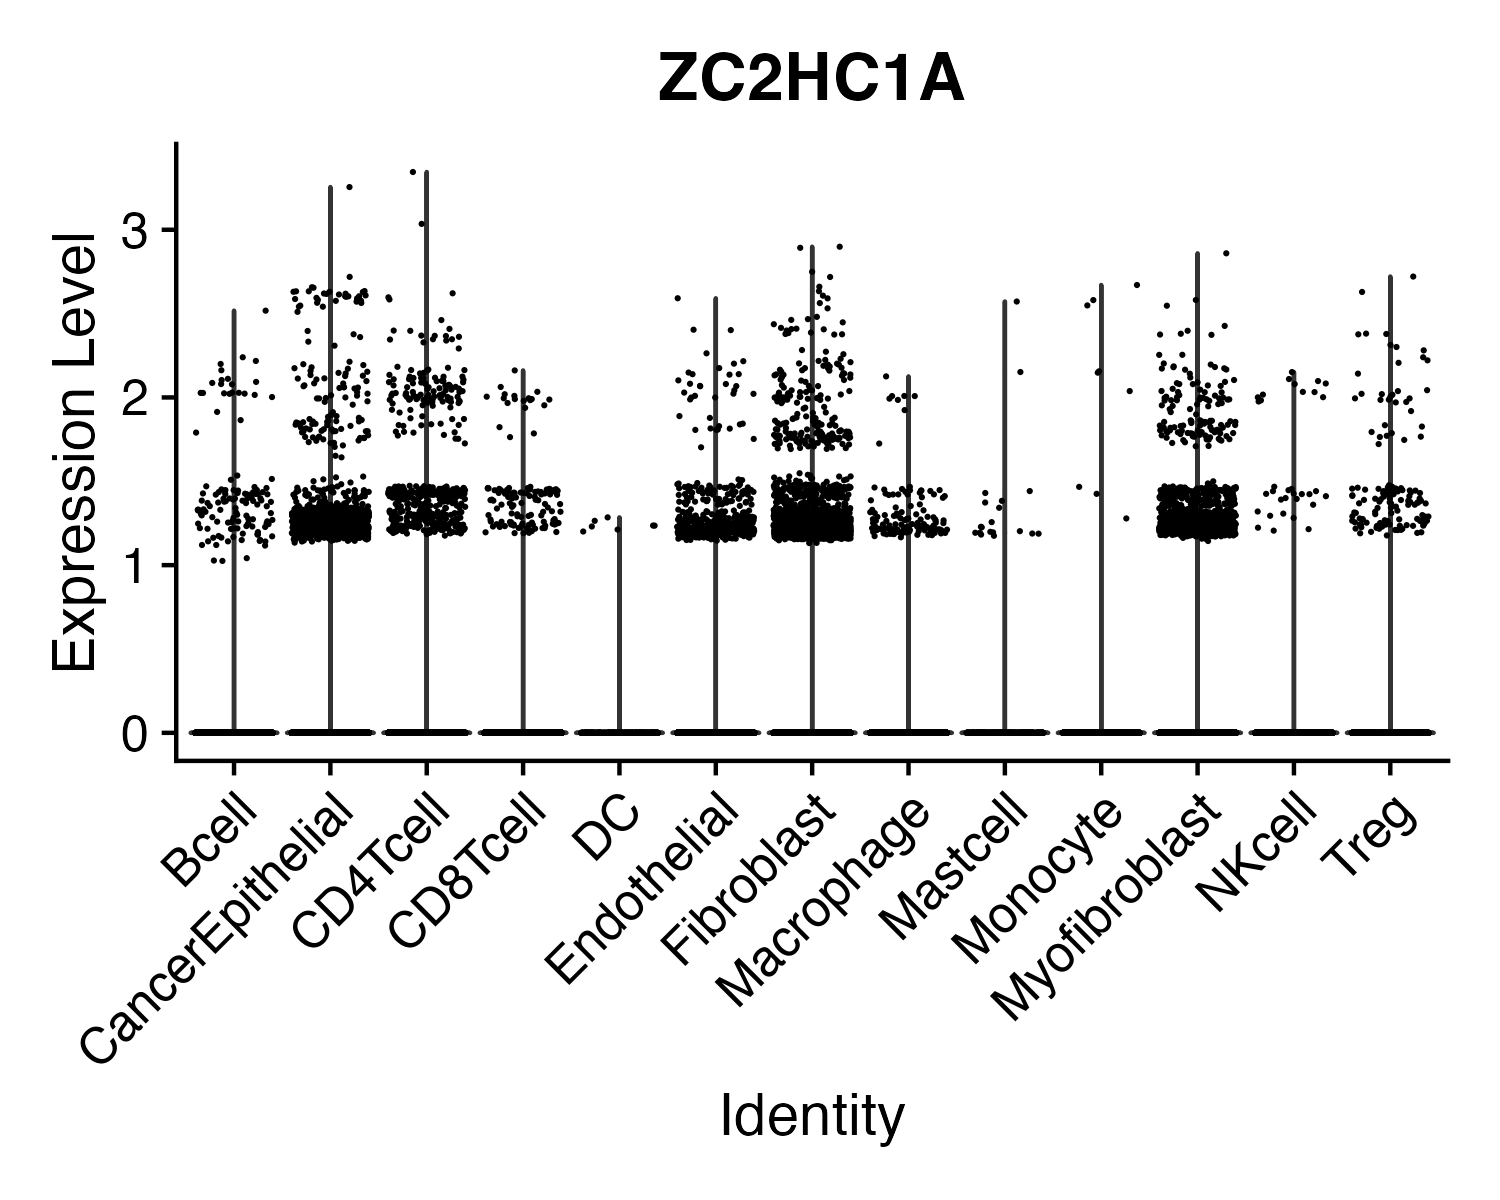 ZC2HC1A
Expression Level
3
2
1
0
Bcell
CancerEpithelial
CD4Tcell
CD8Tcell
DC
Endothelial
Fibroblast
Macrophage
Mastcell
Monocyte
Myofibroblast
NKcell
Treg
Identity